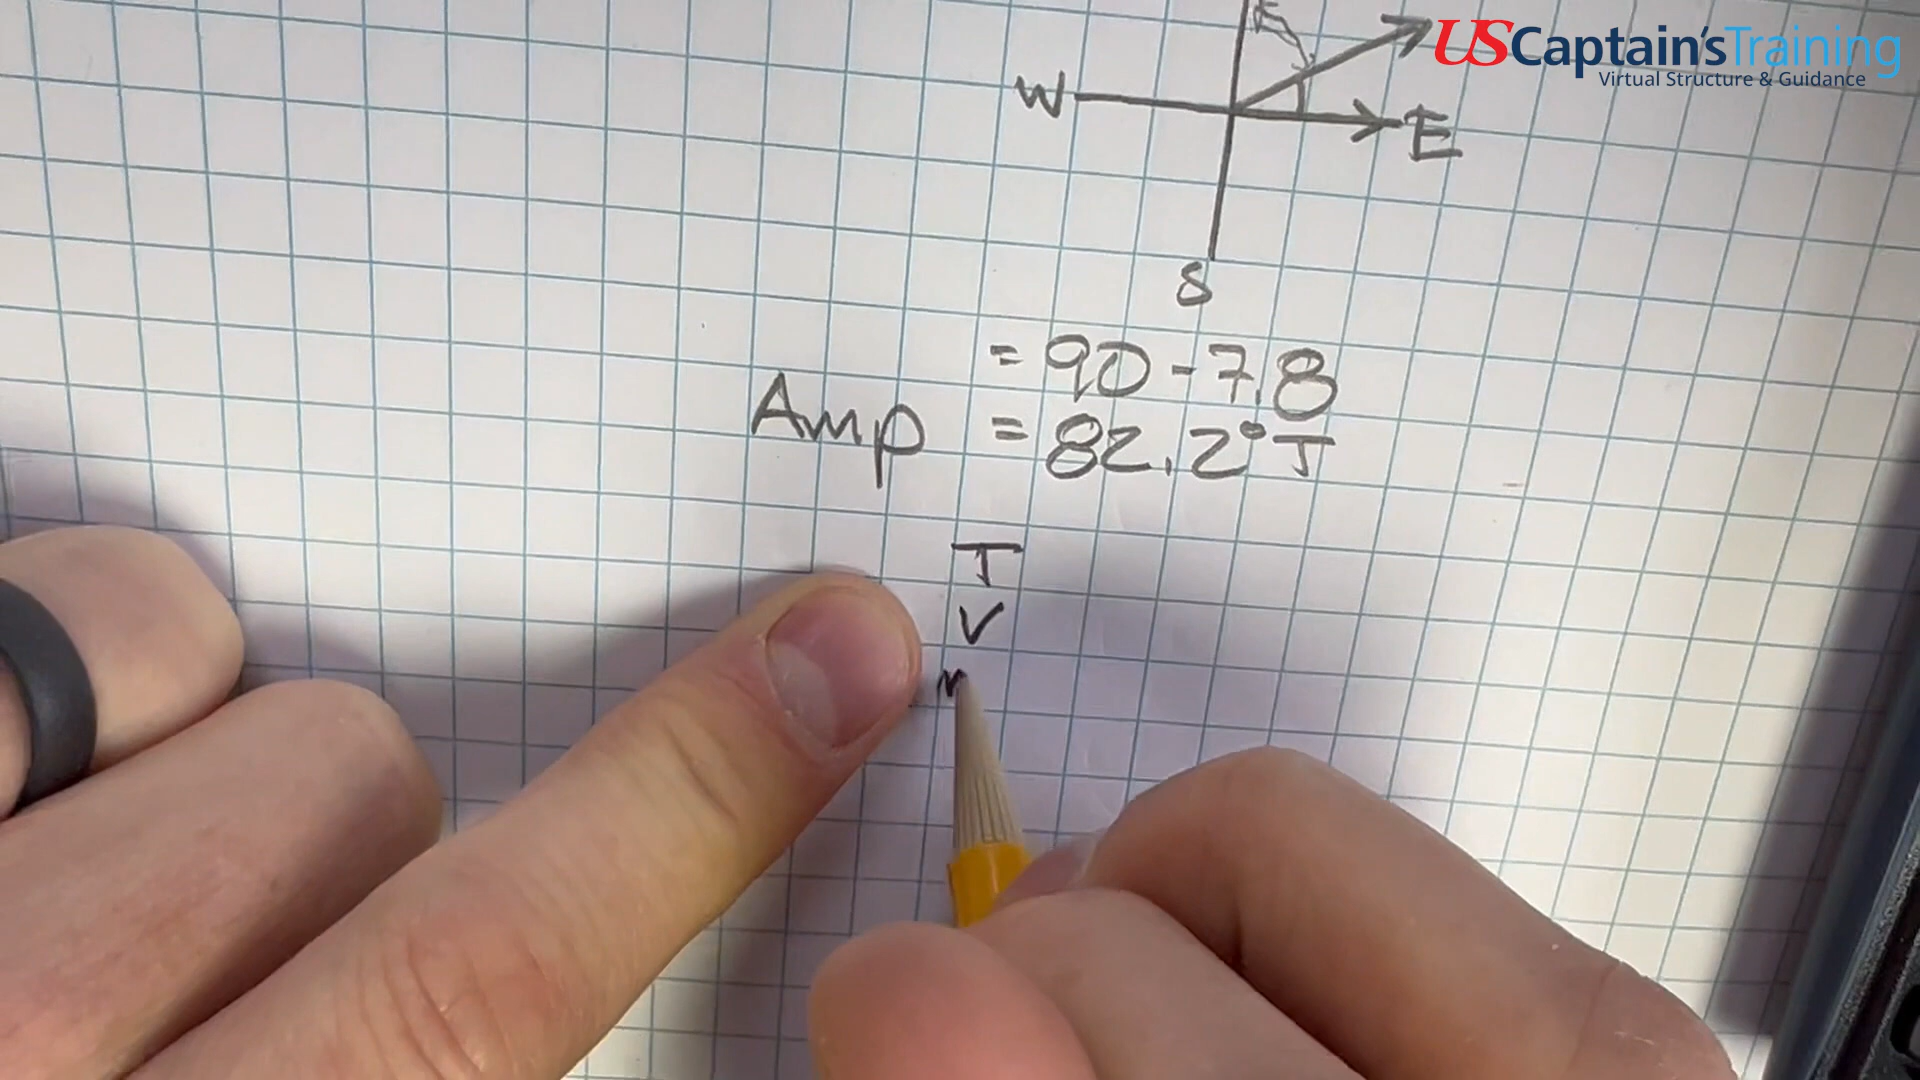 USCaptain'sTraining
Virtual Structure & Guidance
W
E
S
= 90 - 7.8
Amp = 82.2° T
T
V